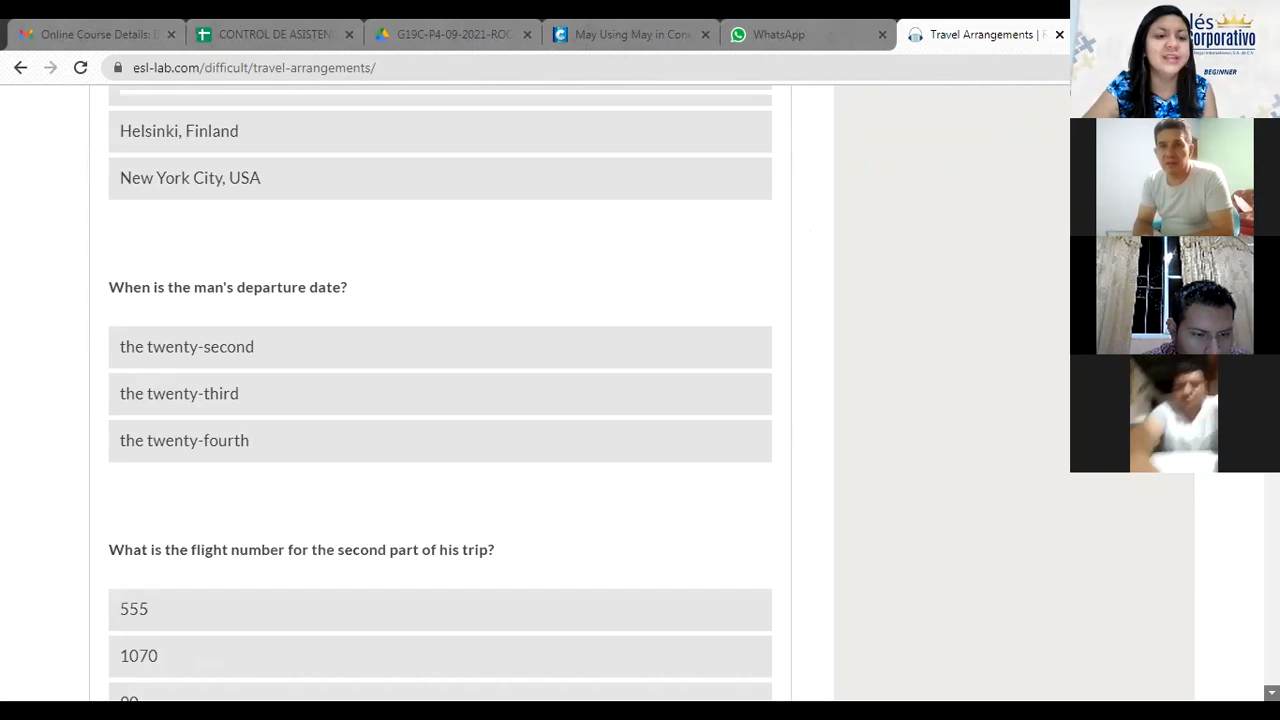 Online Course Details: 
CONTROL DE ASISTEN
G19C-P4-09-2021-KC-
May Using May in Con
WhatsApp
Travel Arrangements | R
esl-lab.com/difficult/travel-arrangements/
lés
Corporativo
BEGINNER
Helsinki, Finland
New York City, USA
When is the man's departure date?
the twenty-second
the twenty-third
the twenty-fourth
What is the flight number for the second part of his trip?
555
1070